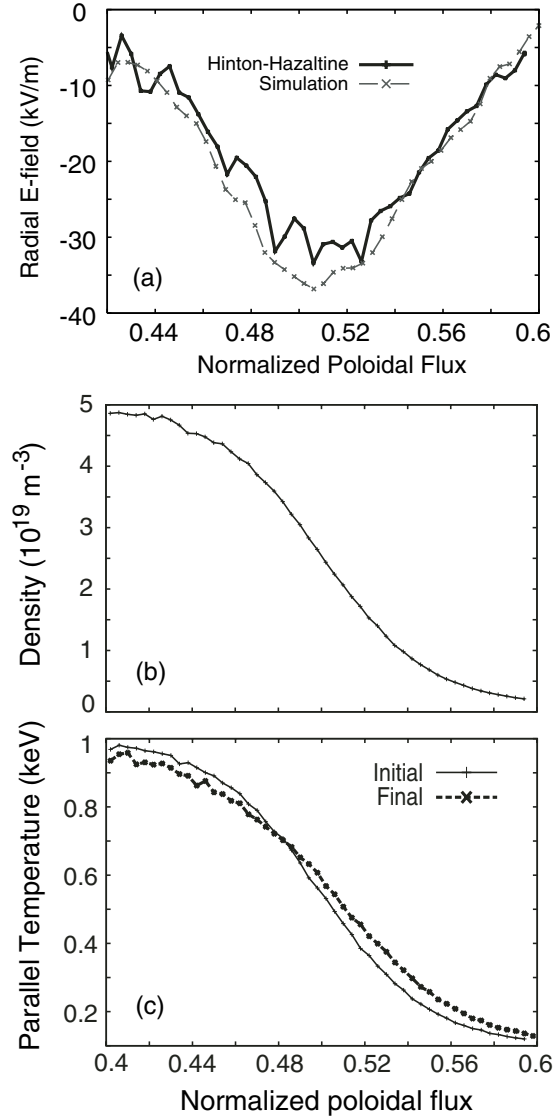 0
-10
-20
-30
-40
Radial E-field (kV/m)
Hinton-Hazaltine
Simulation
(a)
0.44 0.48 0.52 0.56 0.6
Normalized Poloidal Flux
5
4
3
2
1
0
Density (10^19 m^-3)
(b)
1
0.8
0.6
0.4
0.2
Parallel Temperature (keV)
Initial
Final
(c)
0.4 0.44 0.48 0.52 0.56 0.6
Normalized poloidal flux